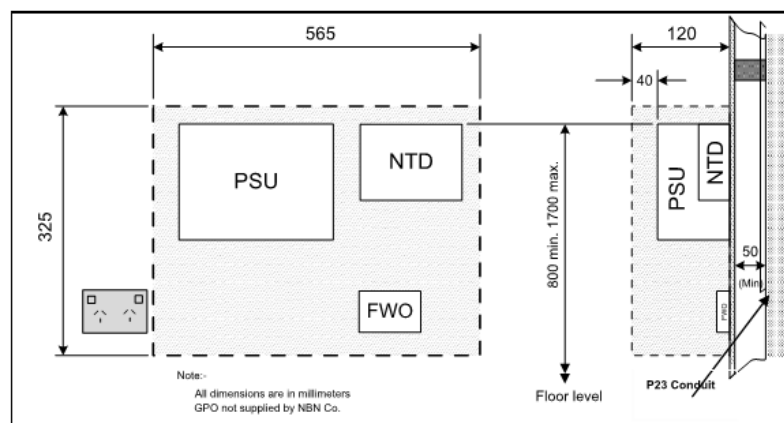 565
120
40
PSU
NTD
325
800 min. 1700 max.
PSU
NTD
50
(Min)
FWO
FWO
Note:-
All dimensions are in millimeters
GPO not supplied by NBN Co.
Floor level
P23 Conduit